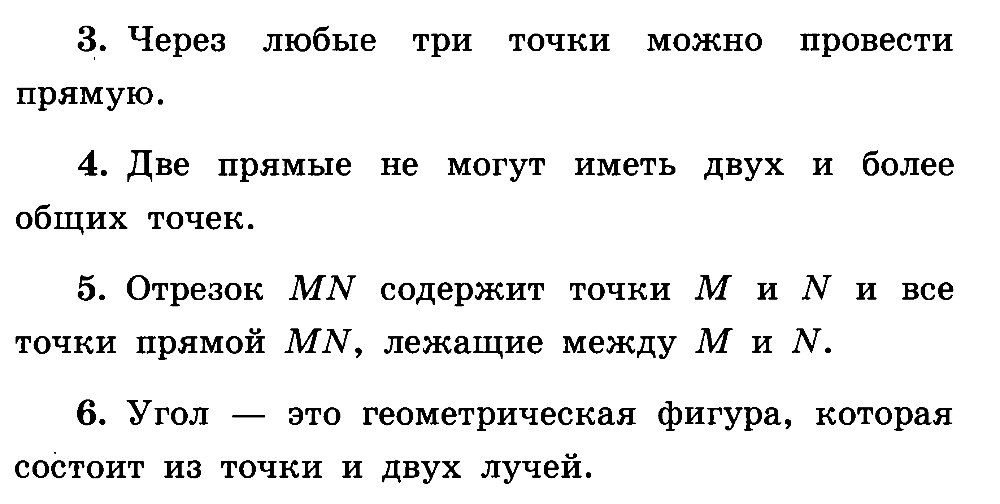 3. Через любые три точки можно провести
прямую.
4. Две прямые не могут иметь двух и более
общих точек.
5. Отрезок MN содержит точки M и N и все
точки прямой MN, лежащие между M и N.
6. Угол — это геометрическая фигура, которая
состоит из точки и двух лучей.